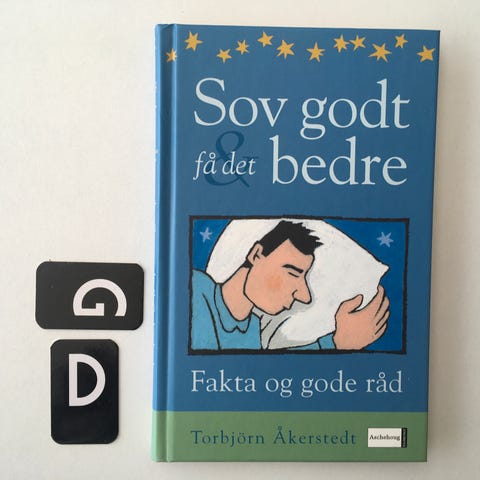 Sov godt
få det & bedre
Fakta og gode råd
Torbjörn Åkerstedt
Aschehoug
G
D